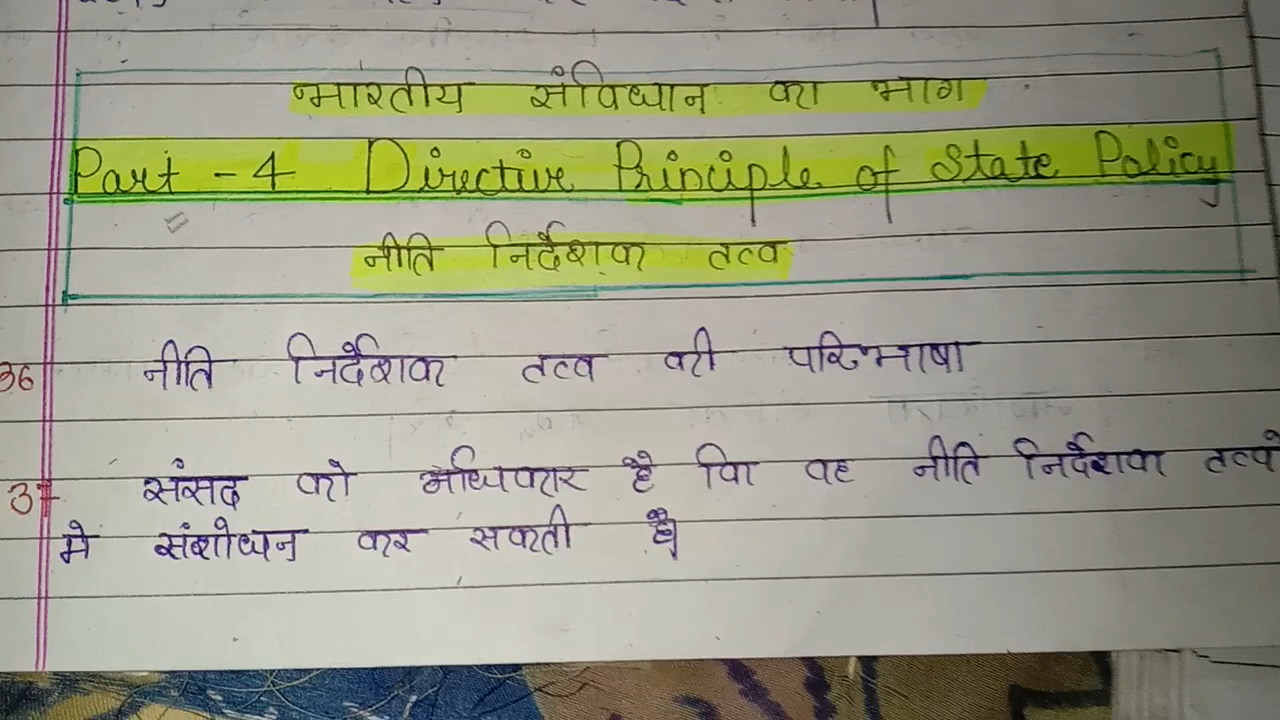 भारतीय संविधान का भाग
Part - 4 Directive Principle of State Policy
नीति निर्देशक तत्व
36 नीति निर्देशक तत्व की परिभाषा
37 संसद को अधिकार है कि वह नीति निर्देशक तत्वो
मे संशोधन कर सकती है।